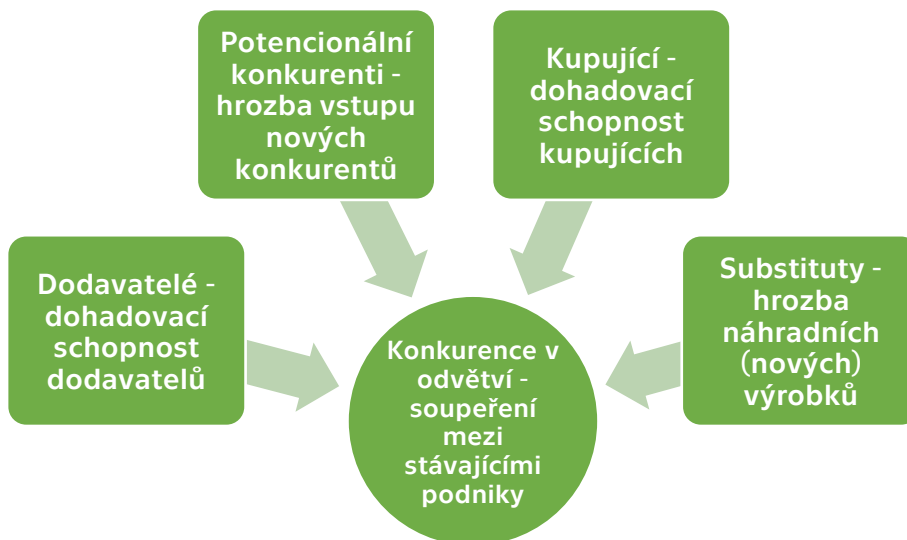 Potencionální
konkurenti -
hrozba vstupu
nových
konkurentů
Kupující -
dohadovací
schopnost
kupujících
Dodavatelé -
dohadovací
schopnost
dodavatelů
Substituty -
hrozba
náhradních
(nových)
výrobků
Konkurence v
odvětví -
soupeření
mezi
stávajícími
podniky